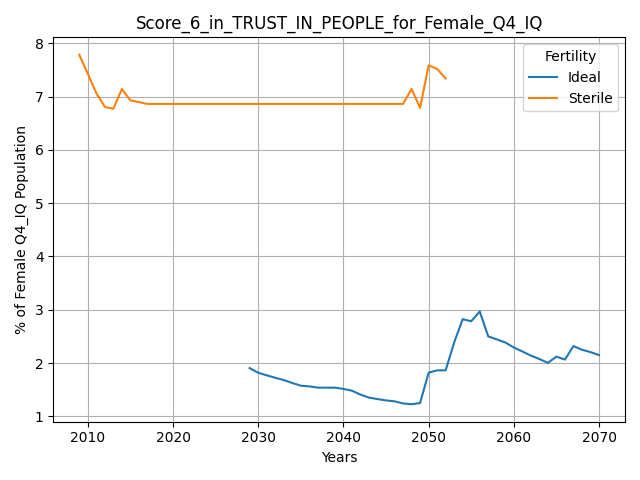 Score_6_in_TRUST_IN_PEOPLE_for_Female_Q4_IQ
Fertility
Ideal
Sterile
% of Female Q4_IQ Population
8
7
6
5
4
3
2
1
2010 2020 2030 2040 2050 2060 2070
Years